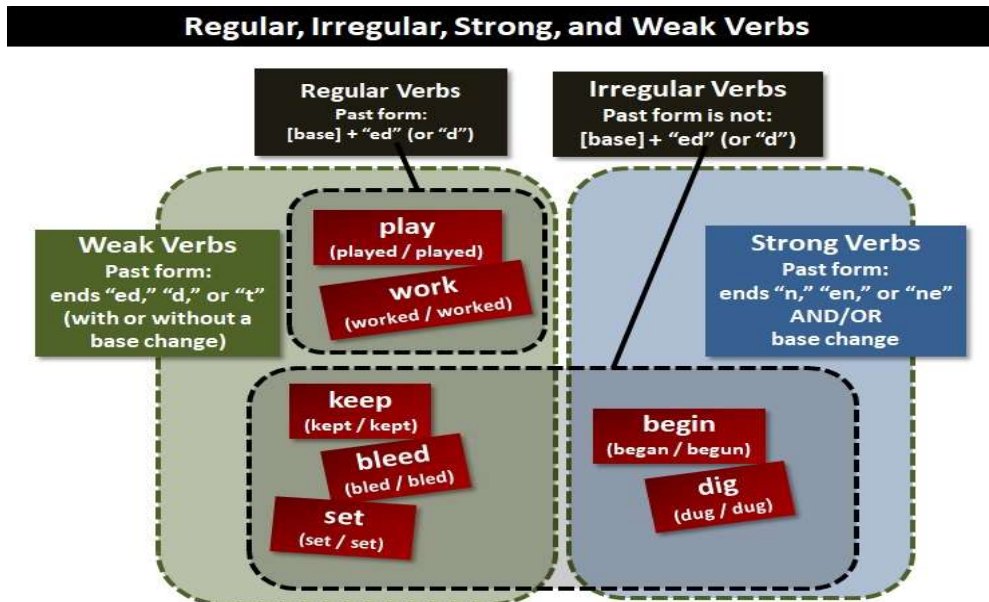 Regular, Irregular, Strong, and Weak Verbs
Regular Verbs
Past form:
[base] + “ed” (or “d”)
Irregular Verbs
Past form is not:
[base] + “ed” (or “d”)
Weak Verbs
Past form:
ends “ed,” “d,” or “t”
(with or without a
base change)
play
(played / played)
work
(worked / worked)
Strong Verbs
Past form:
ends “n,” “en,” or “ne”
AND/OR
base change
keep
(kept / kept)
bleed
(bled / bled)
set
(set / set)
begin
(began / begun)
dig
(dug / dug)